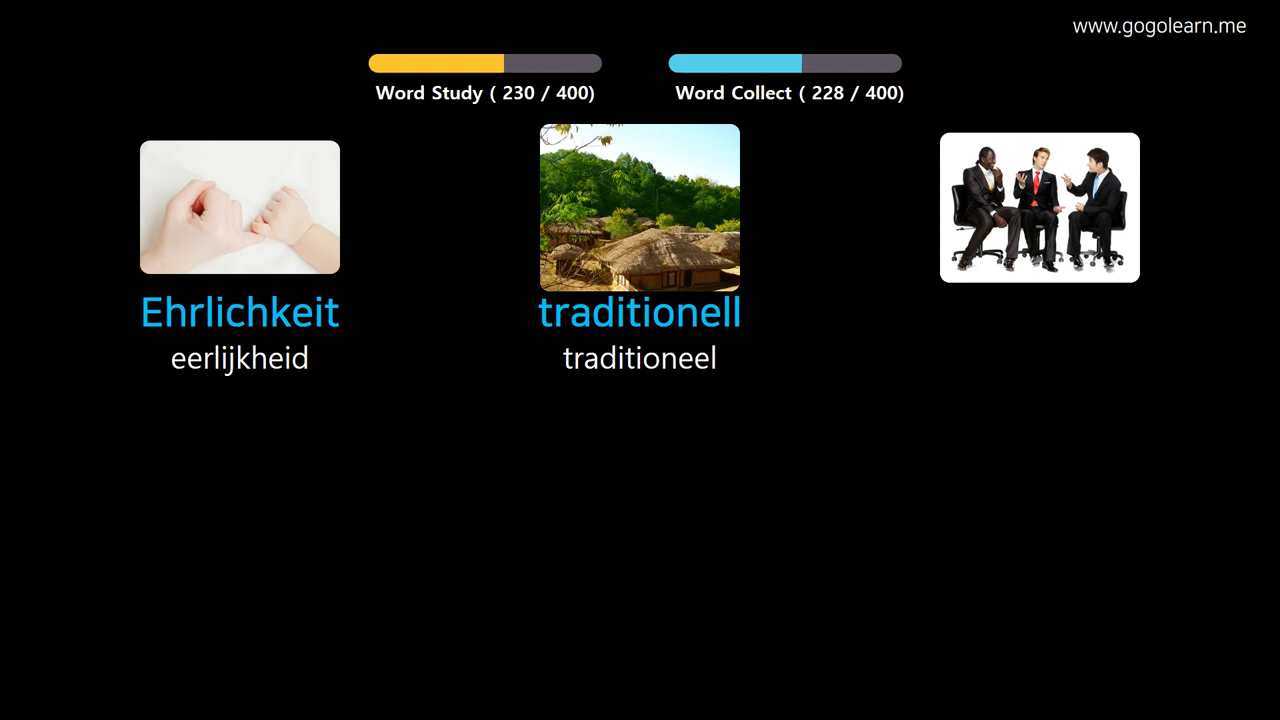 www.gogolearn.me
Word Study ( 230 / 400)
Word Collect ( 228 / 400)
Ehrlichkeit
eerlijkheid
traditionell
traditioneel